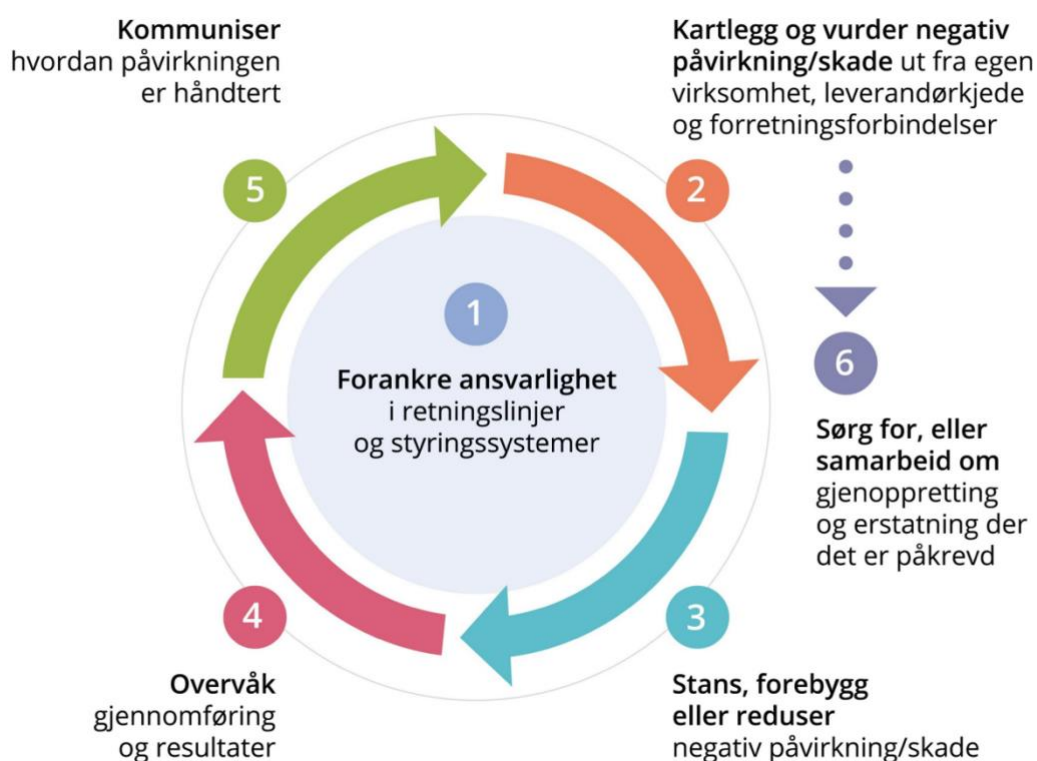 Kommuniser
hvordan påvirkningen
er håndtert
Kartlegg og vurder negativ
påvirkning/skade ut fra egen
virksomhet, leverandørkjede
og forretningsforbindelser
5
2
1
Forankre ansvarlighet
i retningslinjer
og styringssystemer
6
Sørg for, eller
samarbeid om
gjenoppretting
og erstatning der
det er påkrevd
4
3
Overvåk
gjennomføring
og resultater
Stans, forebygg
eller reduser
negativ påvirkning/skade